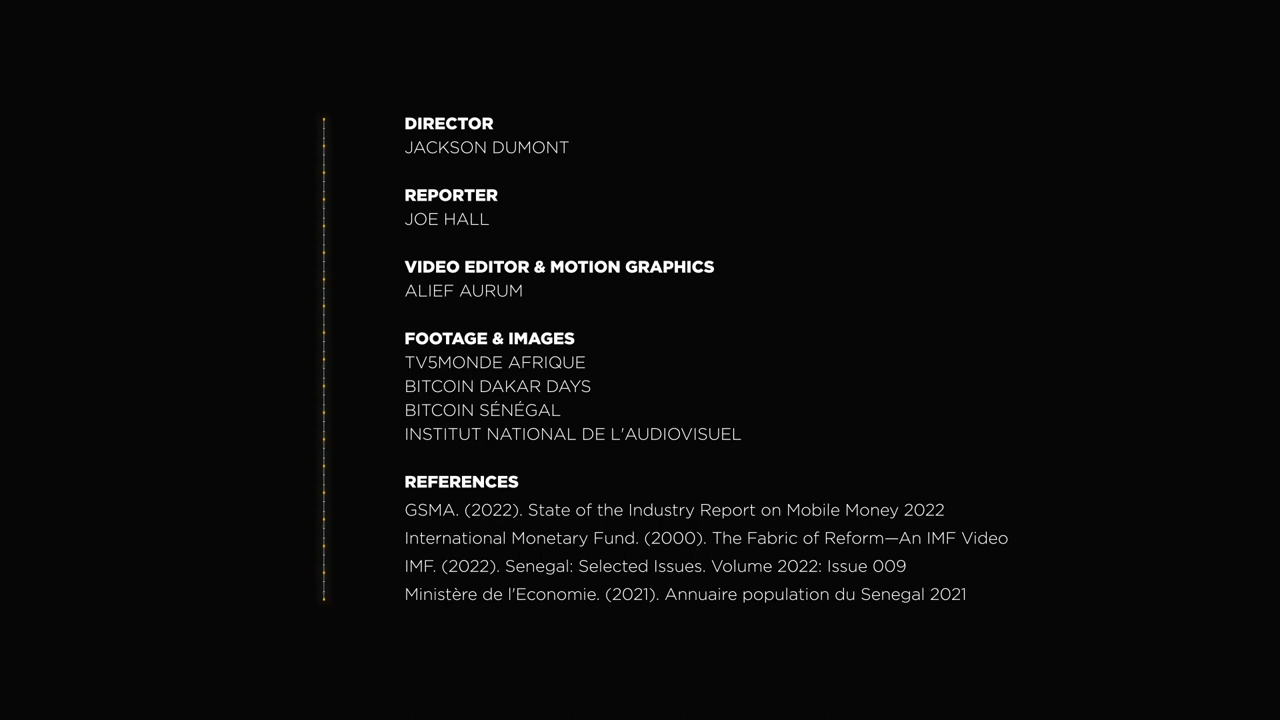 DIRECTOR
JACKSON DUMONT
REPORTER
JOE HALL
VIDEO EDITOR & MOTION GRAPHICS
ALIEF AURUM
FOOTAGE & IMAGES
TV5MONDE AFRIQUE
BITCOIN DAKAR DAYS
BITCOIN SÉNÉGAL
INSTITUT NATIONAL DE L'AUDIOVISUEL
REFERENCES
GSMA. (2022). State of the Industry Report on Mobile Money 2022
International Monetary Fund. (2000). The Fabric of Reform—An IMF Video
IMF. (2022). Senegal: Selected Issues. Volume 2022: Issue 009
Ministère de l'Economie. (2021). Annuaire population du Senegal 2021